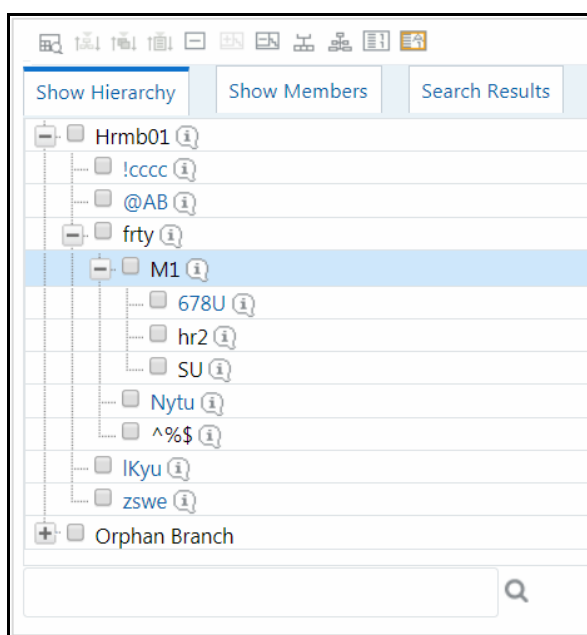 Show Hierarchy Show Members Search Results
Hrmb01
!cccc
@AB
frty
M1
678U
hr2
SU
Nytu
^%$
lKyu
zswe
Orphan Branch